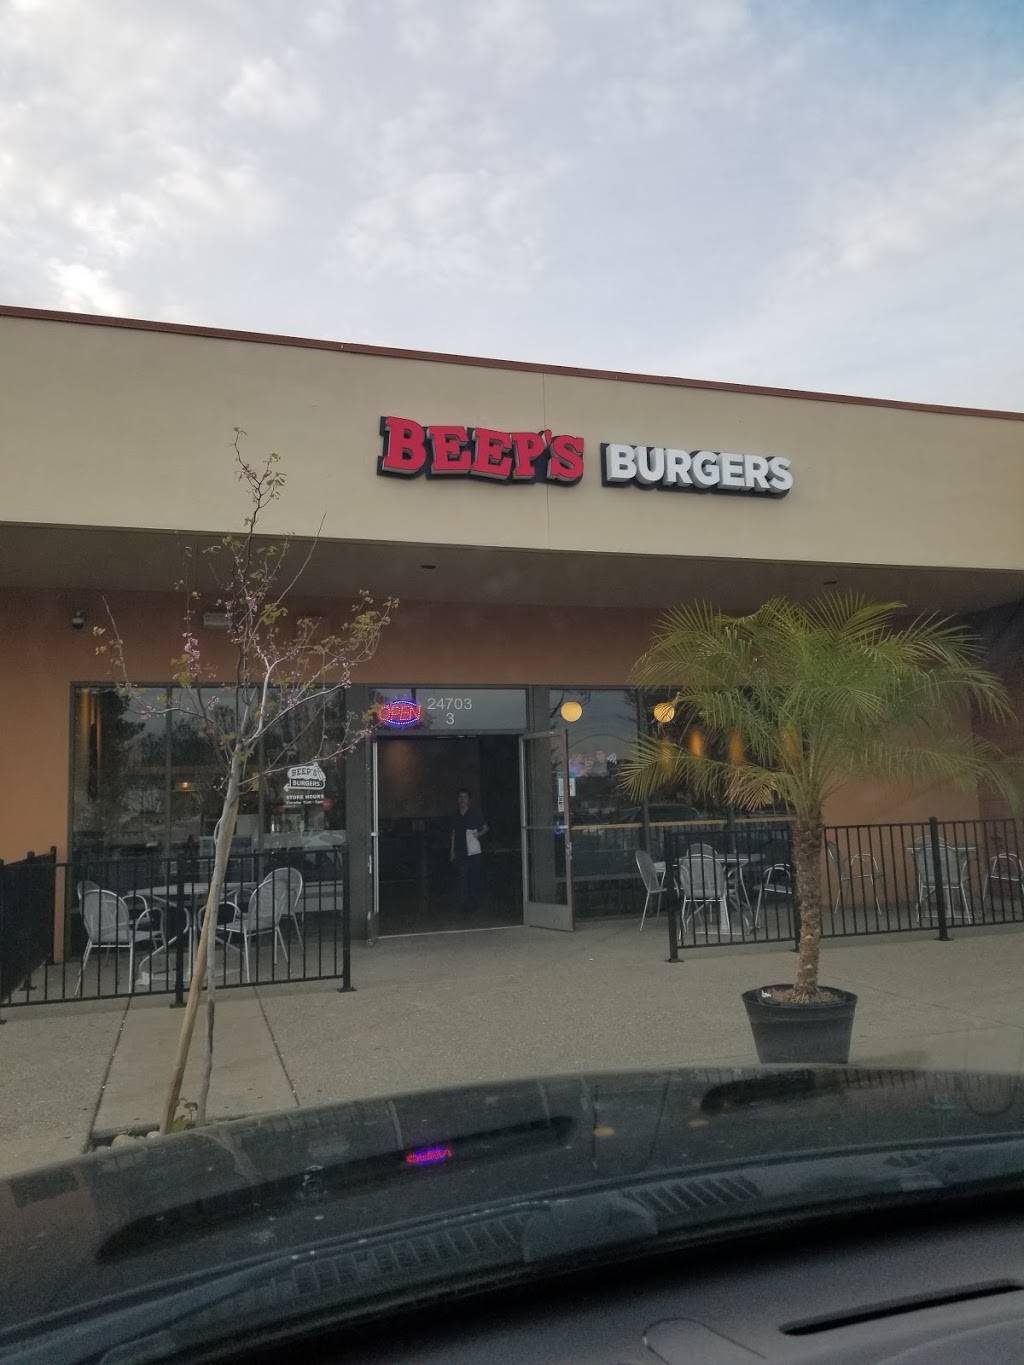 BEEP'S BURGERS
OPEN
24703
3
BEEP'S
BURGERS
STORE HOURS